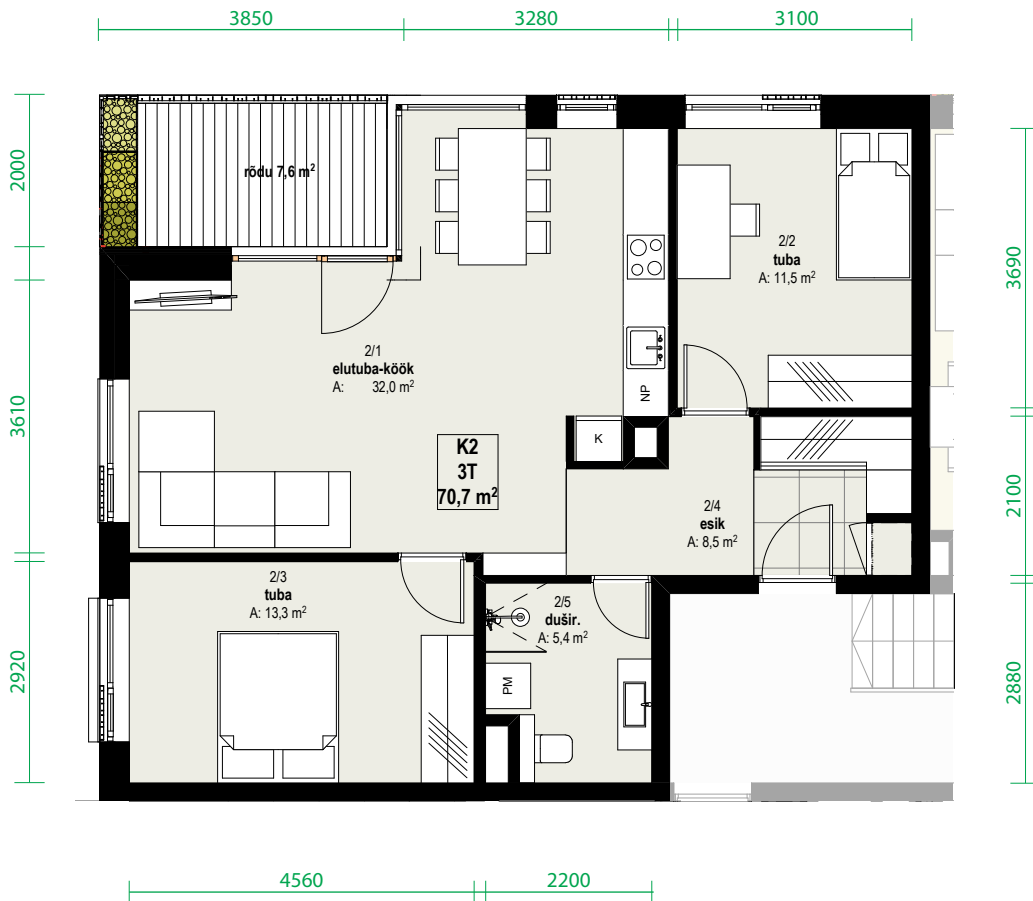 3850
3280
3100
2000
rõdu 7,6 m²
2/2
tuba
A: 11,5 m²
3690
2/1
elutuba-köök
A: 32,0 m²
NP
3610
K
K2
3T
70,7 m²
2/4
esik
A: 8,5 m²
2100
2/3
tuba
A: 13,3 m²
2/5
dušir.
A: 5,4 m²
2920
PM
2880
4560
2200